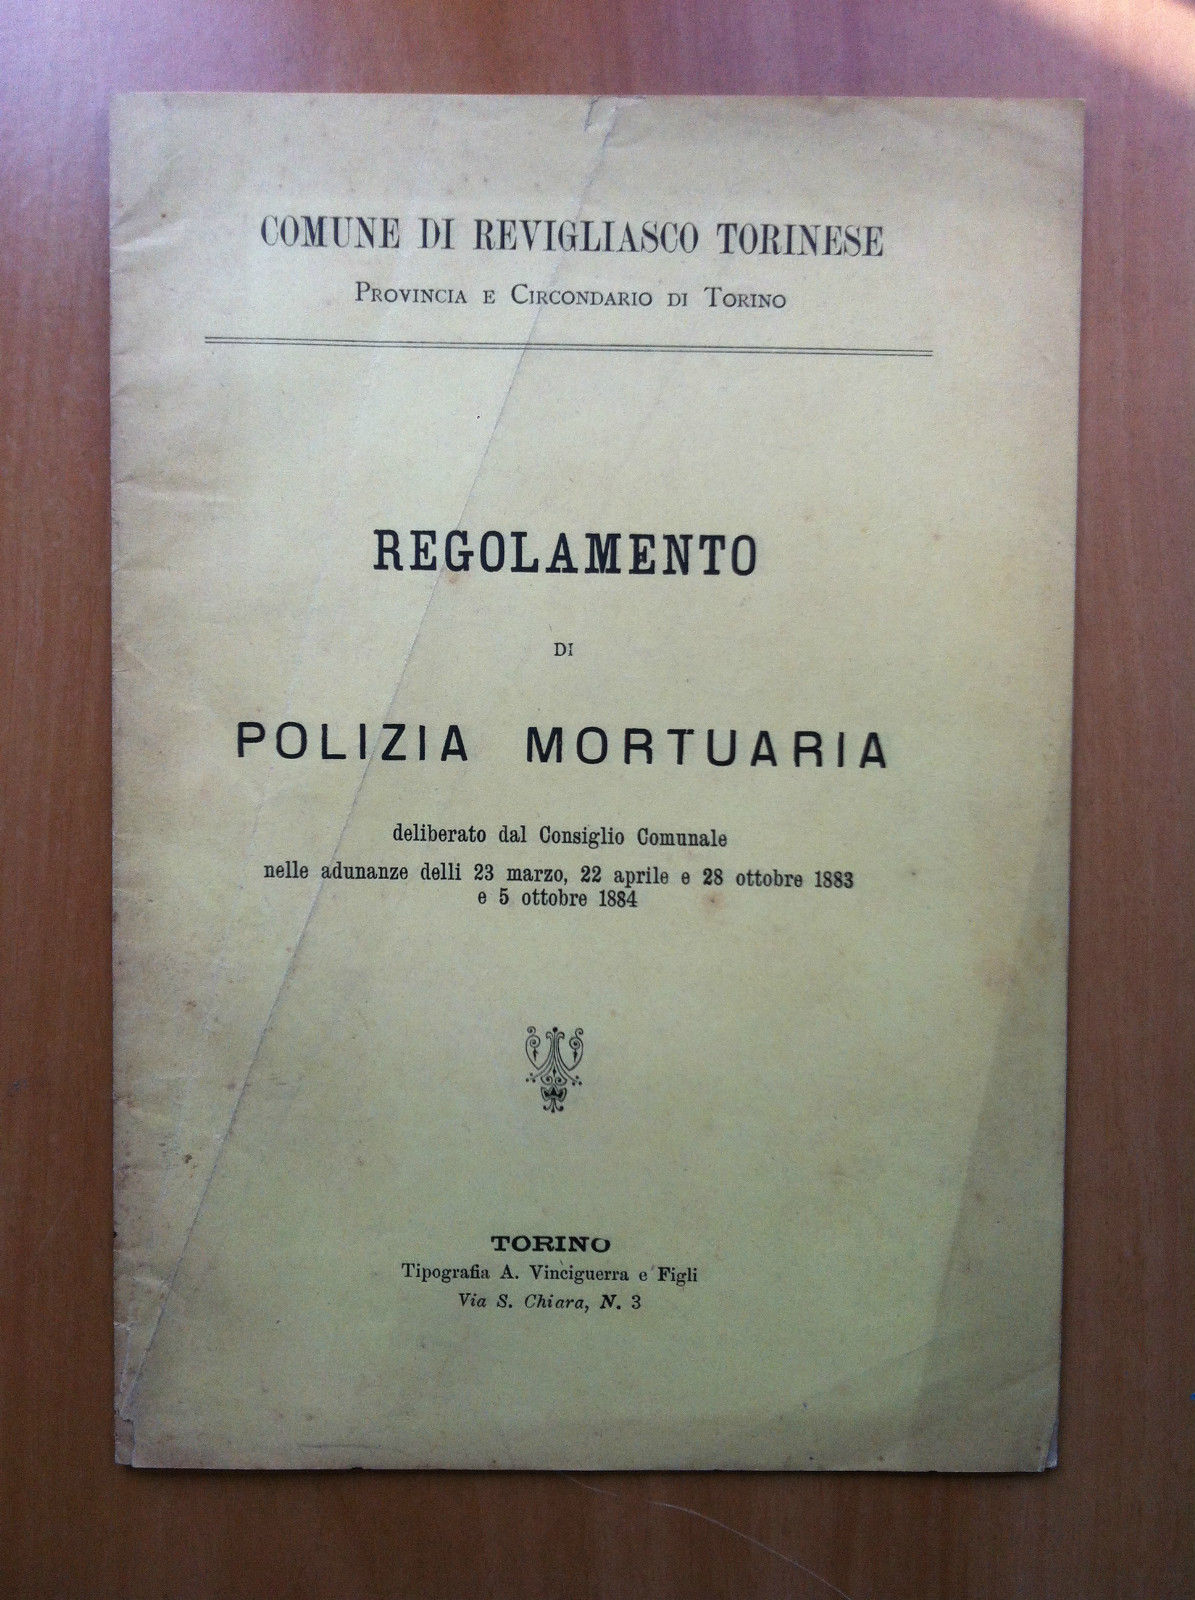 COMUNE DI REVIGLIASCO TORINESE
PROVINCIA E CIRCONDARIO DI TORINO
REGOLAMENTO
DI
POLIZIA MORTUARIA
deliberato dal Consiglio Comunale
nelle adunanze delli 23 marzo, 22 aprile e 28 ottobre 1883
e 5 ottobre 1884
TORINO
Tipografia A. Vinciguerra e Figli
Via S. Chiara, N. 3